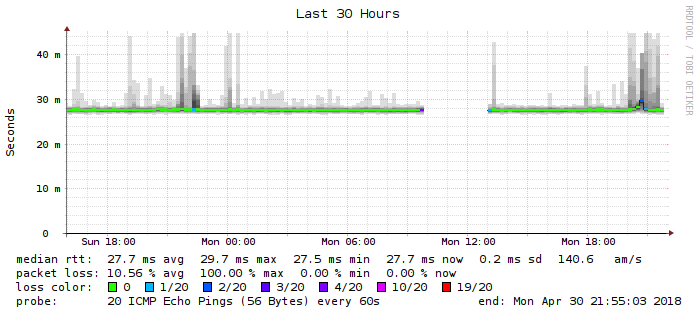 Last 30 Hours
RRDTOOL / TOBI OETIKER
Seconds
40 m
30 m
20 m
10 m
0
Sun 18:00 Mon 00:00 Mon 06:00 Mon 12:00 Mon 18:00
median rtt: 27.7 ms avg 29.7 ms max 27.5 ms min 27.7 ms now 0.2 ms sd 140.6 am/s
packet loss: 10.56 % avg 100.00 % max 0.00 % min 0.00 % now
loss color: 0 1/20 2/20 3/20 4/20 10/20 19/20
probe: 20 ICMP Echo Pings (56 Bytes) every 60s end: Mon Apr 30 21:55:03 2018